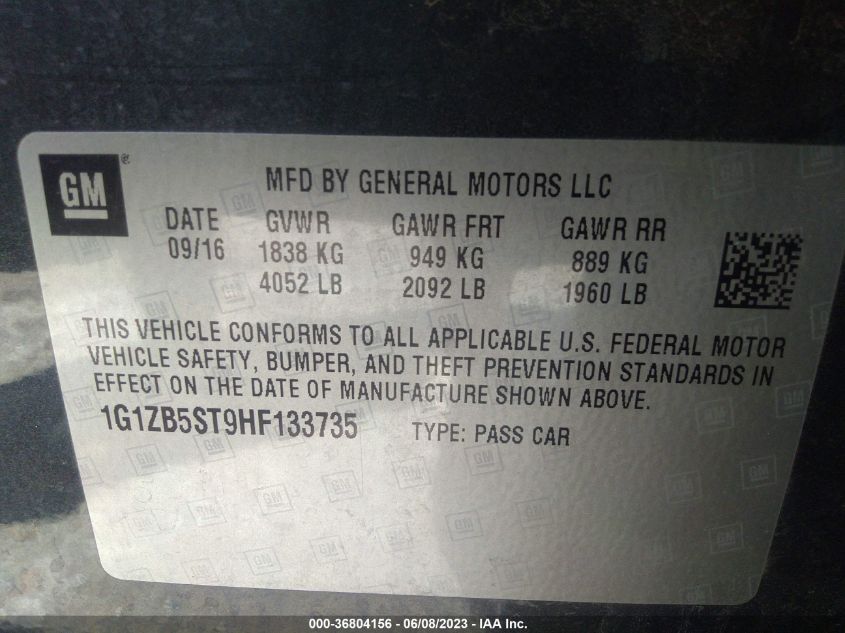 GM®
MFD BY GENERAL MOTORS LLC
DATE GVWR GAWR FRT GAWR RR
09/16 1838 KG 949 KG 889 KG
4052 LB 2092 LB 1960 LB
THIS VEHICLE CONFORMS TO ALL APPLICABLE U.S. FEDERAL MOTOR
VEHICLE SAFETY, BUMPER, AND THEFT PREVENTION STANDARDS IN
EFFECT ON THE DATE OF MANUFACTURE SHOWN ABOVE.
1G1ZB5ST9HF133735 TYPE: PASS CAR
000-36804156 - 06/08/2023 - IAA Inc.